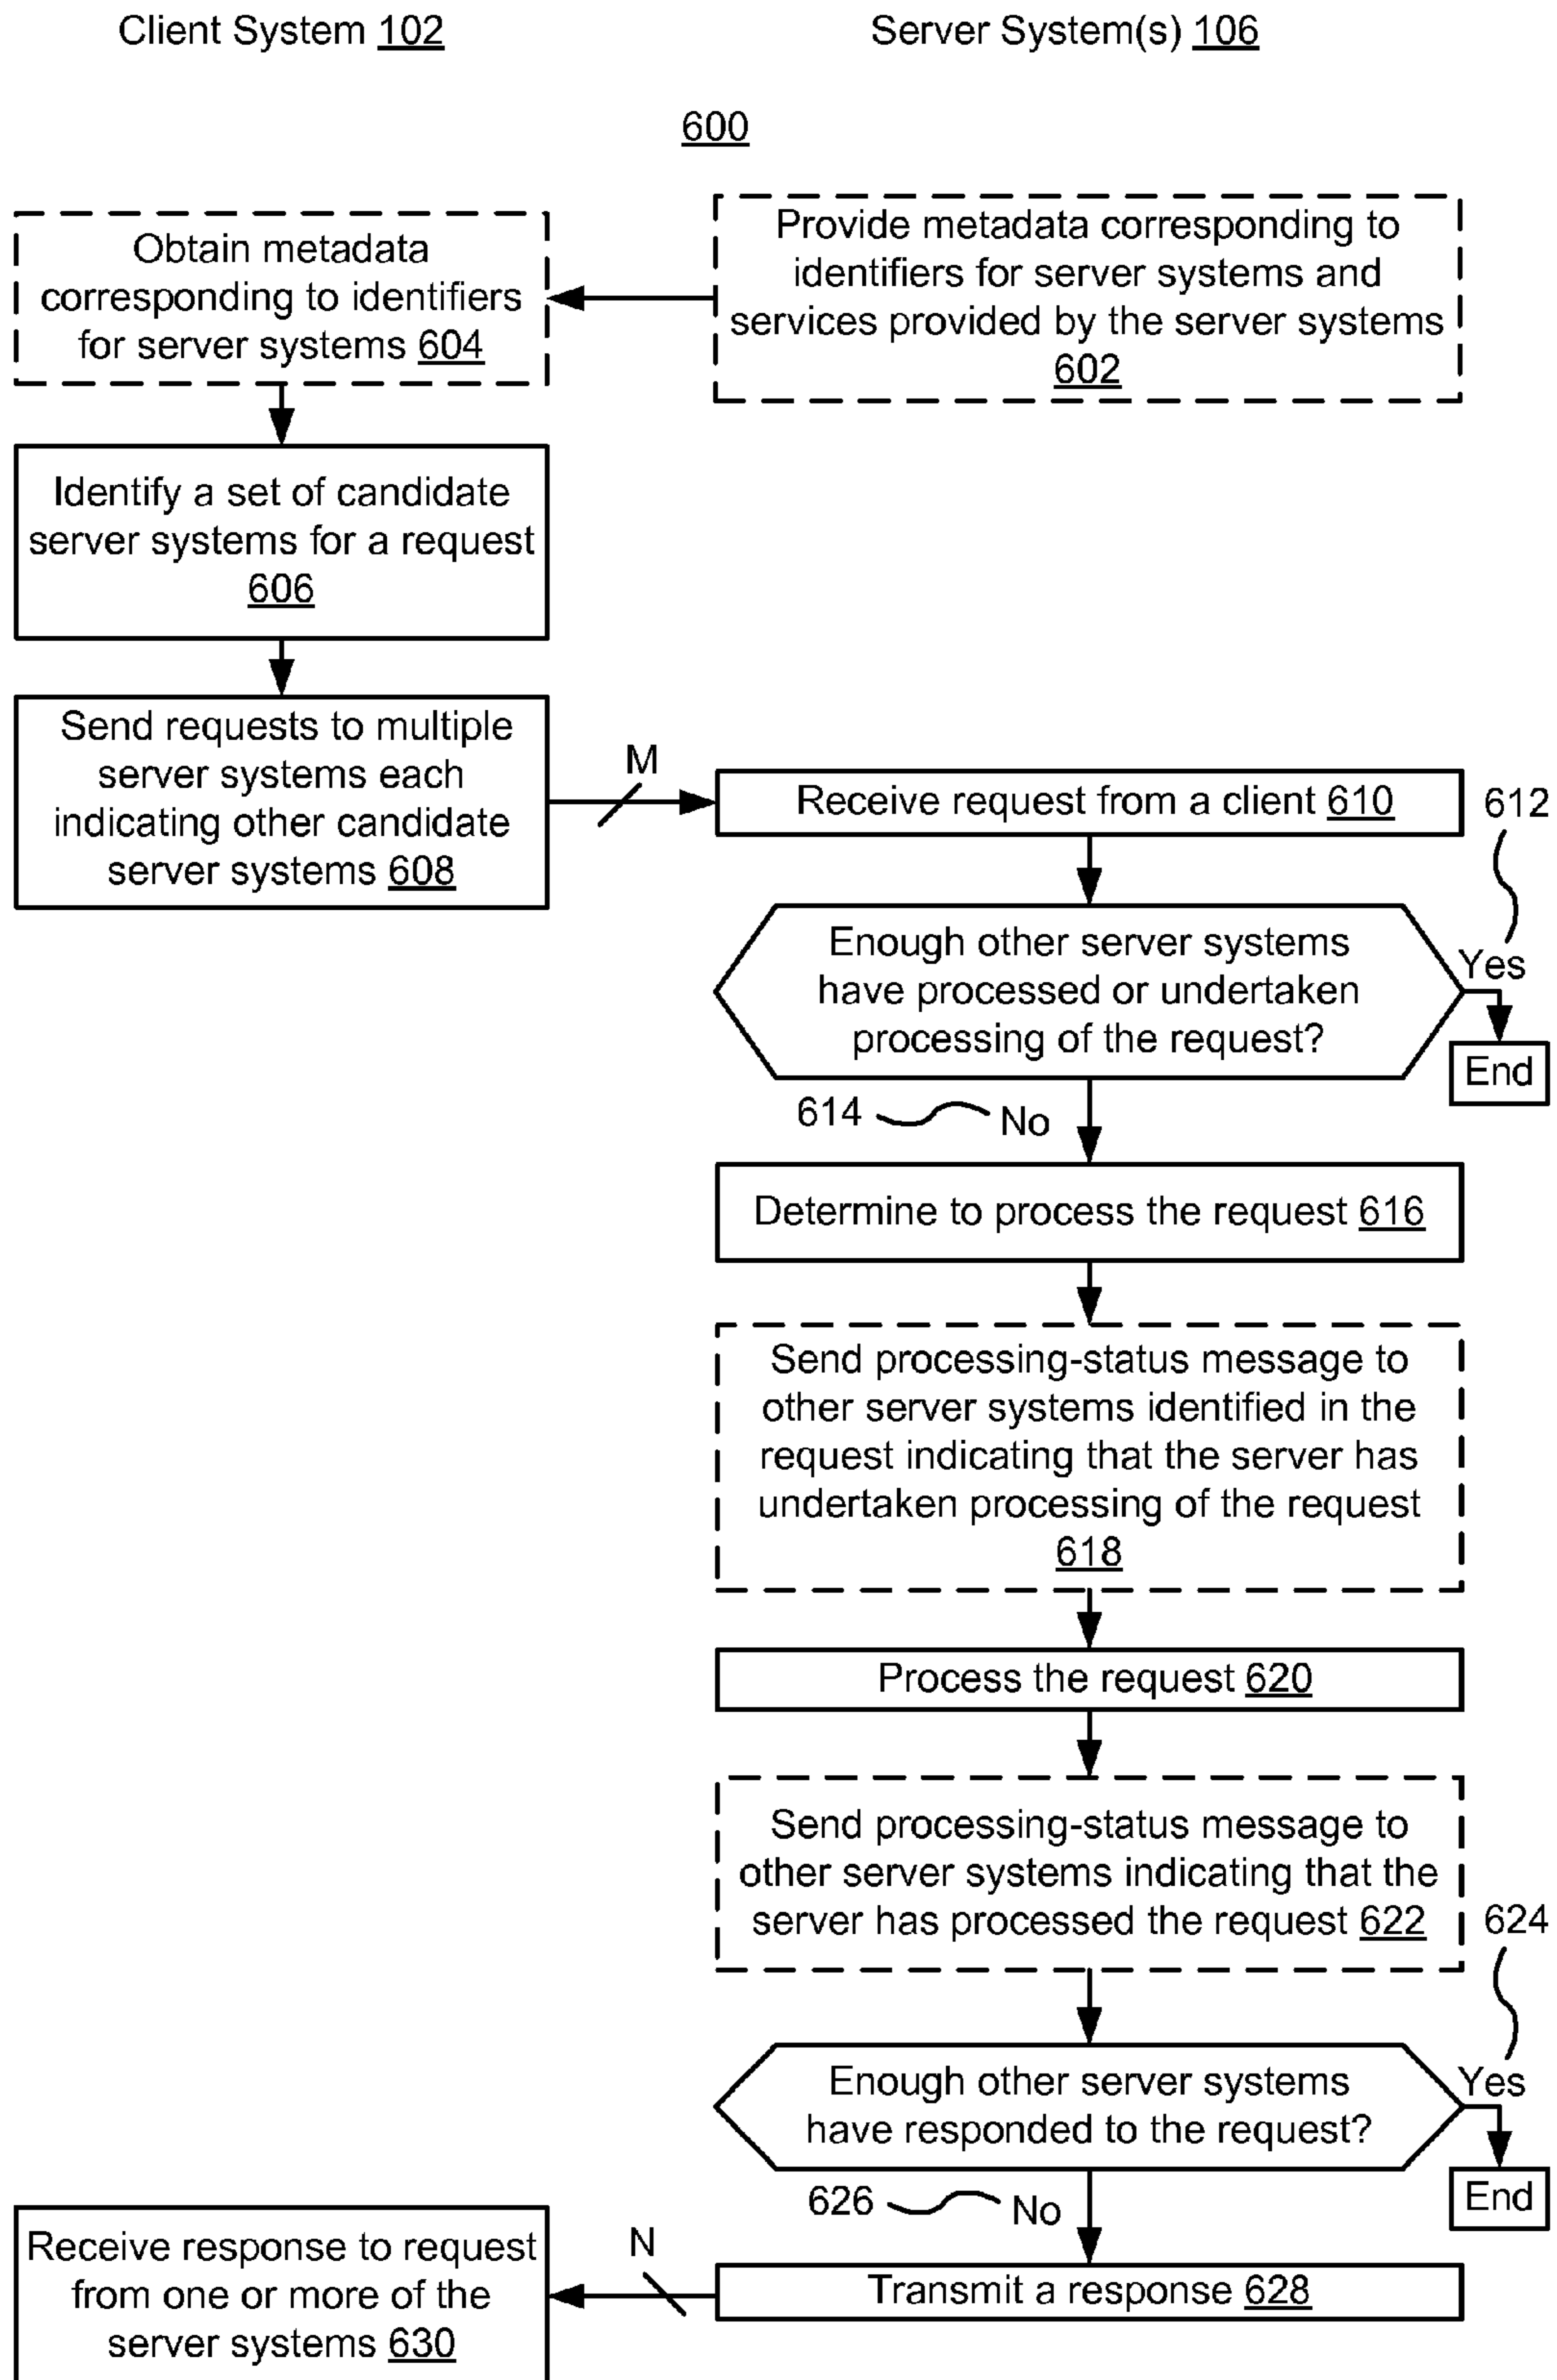 Client System 102
Server System(s) 106
600
Provide metadata corresponding to
identifiers for server systems and
services provided by the server systems
602
Obtain metadata
corresponding to identifiers
for server systems 604
Identify a set of candidate
server systems for a request
606
Send requests to multiple
server systems each
indicating other candidate
server systems 608
M
Receive request from a client 610
612
Enough other server systems
have processed or undertaken
processing of the request?
Yes
End
614
No
Determine to process the request 616
Send processing-status message to
other server systems identified in the
request indicating that the server has
undertaken processing of the request
618
Process the request 620
Send processing-status message to
other server systems indicating that the
server has processed the request 622
624
Enough other server systems
have responded to the request?
Yes
End
626
No
Transmit a response 628
N
Receive response to request
from one or more of the
server systems 630